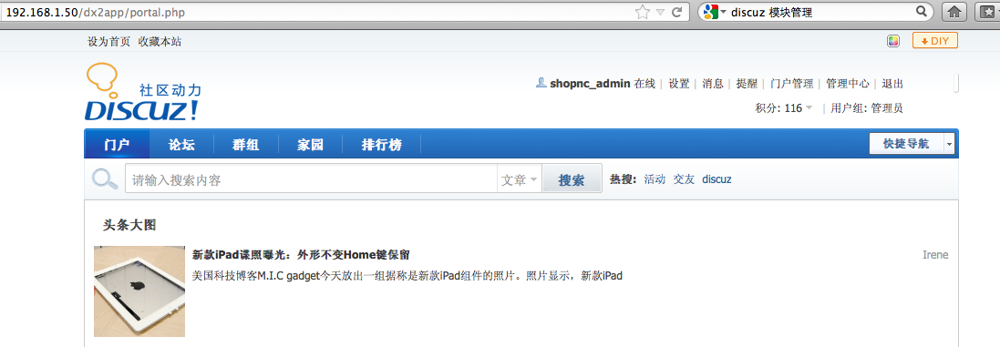 192.168.1.50/dx2app/portal.php discuz 模块管理
设为首页 收藏本站 DIY
社区动力
DISCUZ!
shopnc_admin 在线 | 设置 | 消息 | 提醒 | 门户管理 | 管理中心 | 退出
积分: 116 | 用户组: 管理员
门户 论坛 群组 家园 排行榜 快捷导航
请输入搜索内容 文章 搜索 热搜: 活动 交友 discuz
头条大图
新款iPad谍照曝光：外形不变Home键保留 Irene
美国科技博客M.I.C gadget今天放出一组据称是新款iPad组件的照片。照片显示，新款iPad